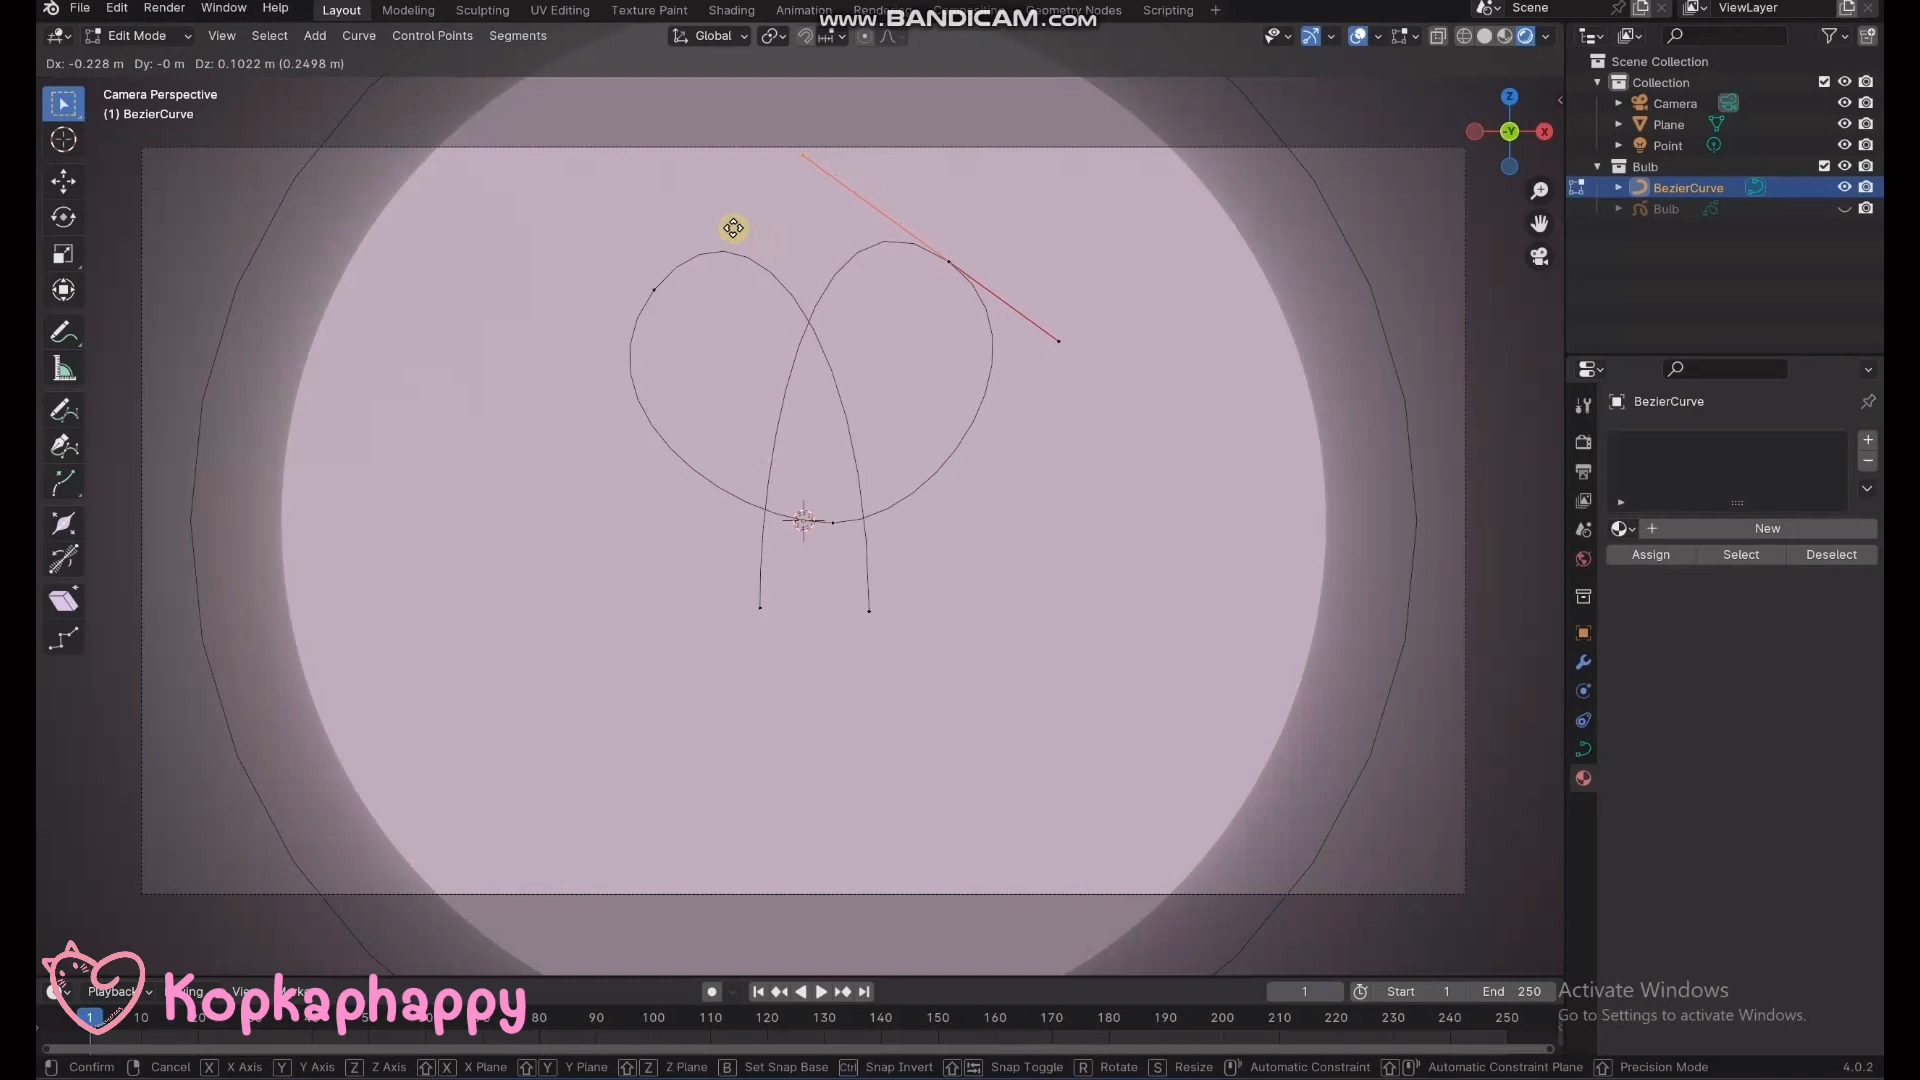 File Edit Render Window Help Layout Modeling Sculpting UV Editing Texture Paint Shading Animation Geometry Nodes Scripting + Scene ViewLayer
www.BANDICAM.com
Edit Mode View Select Add Curve Control Points Segments Global
Dx: -0.228 m Dy: -0 m Dz: 0.1022 m (0.2498 m)
Camera Perspective
(1) BezierCurve
Z
-Y X
Scene Collection
Collection
Camera
Plane
Point
Bulb
BezierCurve
Bulb
BezierCurve
New
Assign Select Deselect
Kopkaphappy
Playback View Marker
1 Start 1 End 250
1 10 20 80 90 100 110 120 130 140 150 160 170 180 190 200 210 220 230 240 250
Activate Windows
Go to Settings to activate Windows.
Confirm Cancel X X Axis Y Y Axis Z Z Axis X X Plane Y Y Plane Z Z Plane B Set Snap Base Ctrl Snap Invert Snap Toggle R Rotate S Resize Automatic Constraint Automatic Constraint Plane Precision Mode 4.0.2